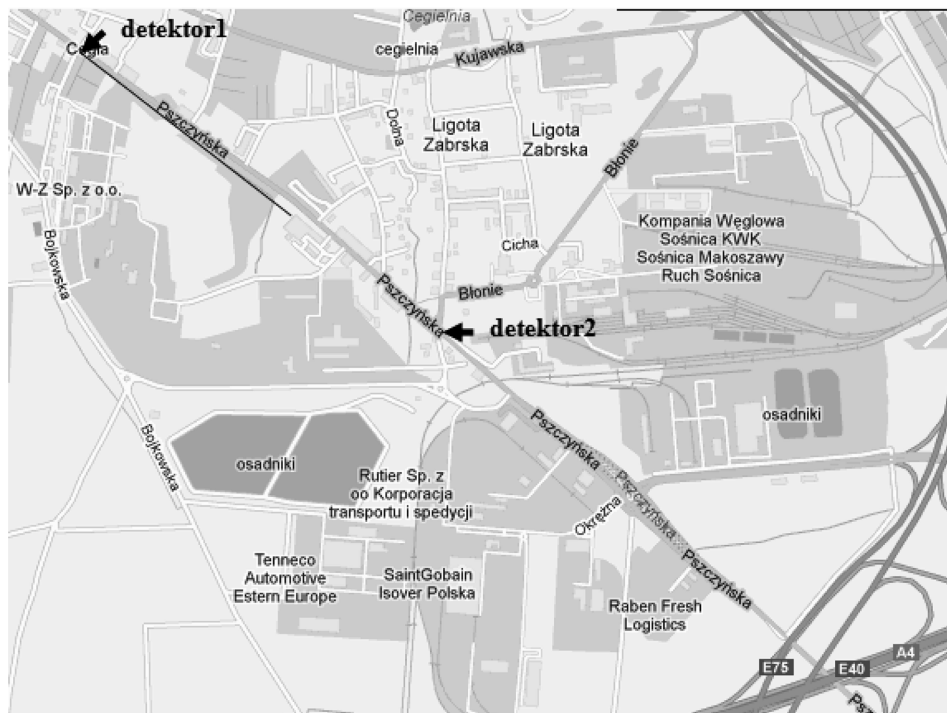 Cegielnia
detektor1
Cegla
cegielnia
Kujawska
Pszczyńska
Dolna
Ligota
Zabrska
Ligota
Zabrska
Błonie
W-Z Sp. z o.o.
Kompania Węglowa
Sośnica KWK
Sośnica Makoszawy
Ruch Sośnica
Cicha
Bojkowska
Błonie
Pszczyńska
detektor2
osadniki
Bojkowska
Pszczyńska
osadniki
Rutier Sp. z
oo Korporacja
transportu i spedycji
Pszczyńska
Okrężna
Tenneco
Automotive
Estern Europe
SaintGobain
Isover Polska
Pszczyńska
Raben Fresh
Logistics
E75
E40
A4